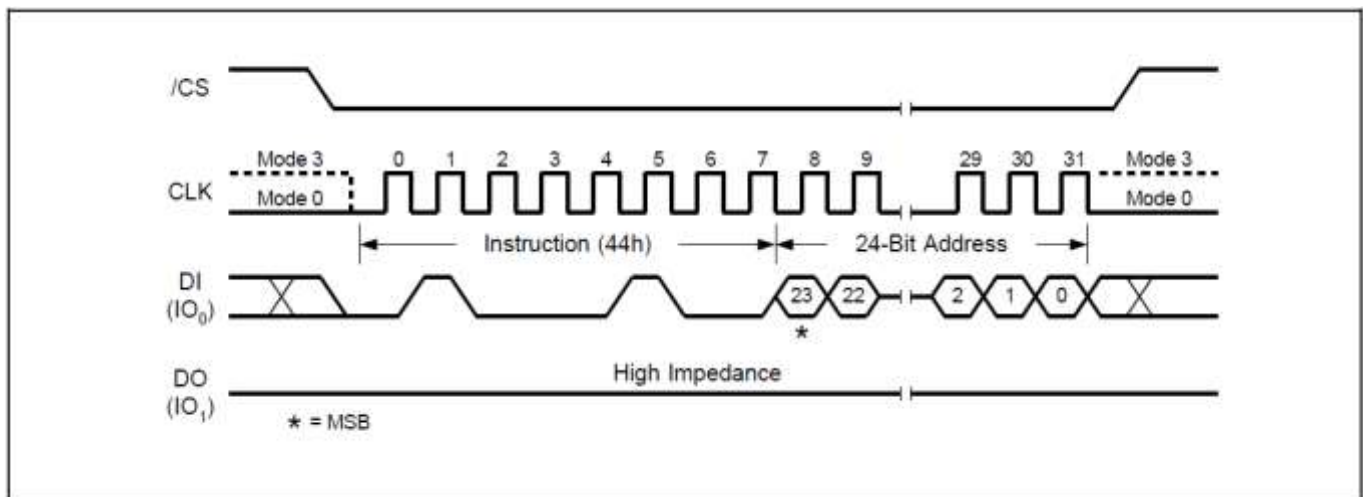 /CS
Mode 3 0 1 2 3 4 5 6 7 8 9 29 30 31 Mode 3
CLK
Mode 0 Mode 0
Instruction (44h) 24-Bit Address
DI
(IO₀)
23 22 2 1 0
*
High Impedance
DO
(IO₁)
* = MSB